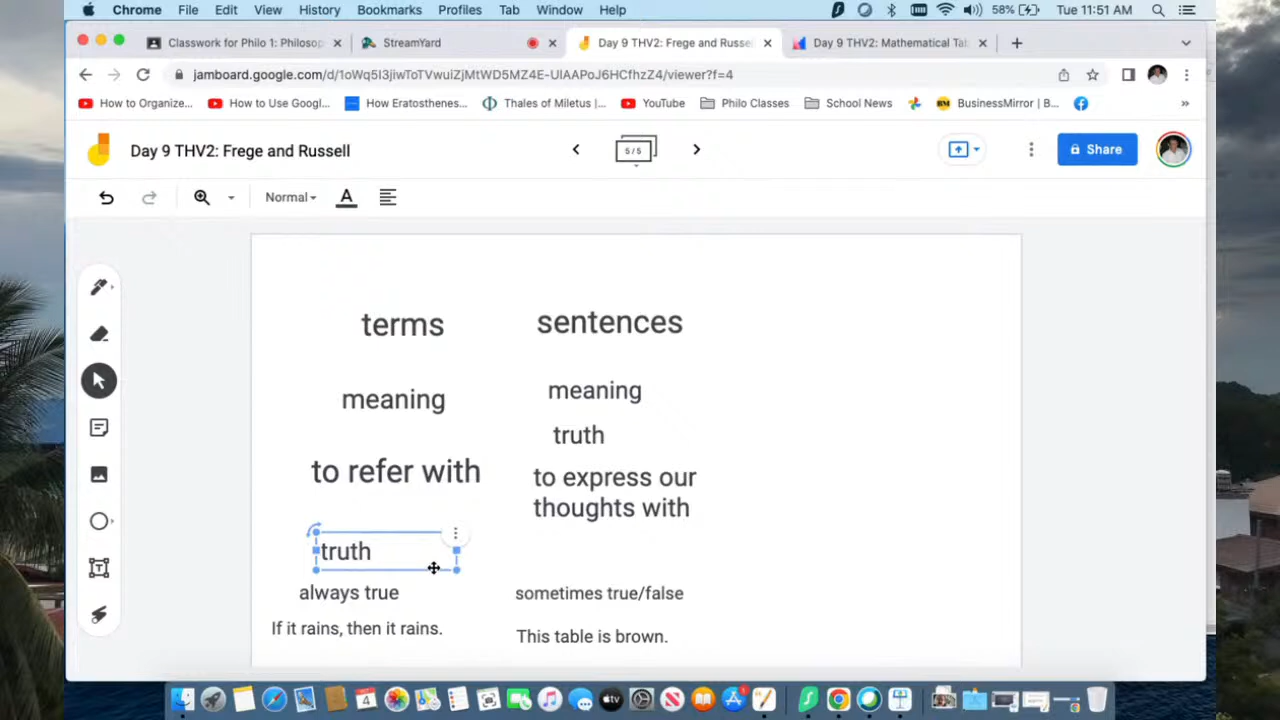 Chrome File Edit View History Bookmarks Profiles Tab Window Help 58% Tue 11:51 AM
Classwork for Philo 1: Philosop StreamYard Day 9 THV2: Frege and Russe Day 9 THV2: Mathematical Tal
jamboard.google.com/d/1oWq5I3jiwToTVwuiZjMtWD5MZ4E-UIAAPoJ6HCfhzZ4/viewer?f=4
How to Organize... How to Use Googl... How Eratosthenes... Thales of Miletus |... YouTube Philo Classes School News BusinessMirror | B... »
Day 9 THV2: Frege and Russell
5/5
Share
Normal A
terms sentences
meaning meaning
truth
to refer with to express our
thoughts with
truth
always true sometimes true/false
If it rains, then it rains. This table is brown.